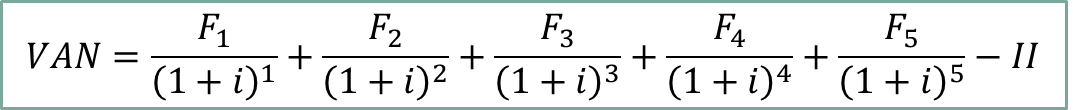 VAN = F₁/(1 + i)¹ + F₂/(1 + i)² + F₃/(1 + i)³ + F₄/(1 + i)⁴ + F₅/(1 + i)⁵ − II